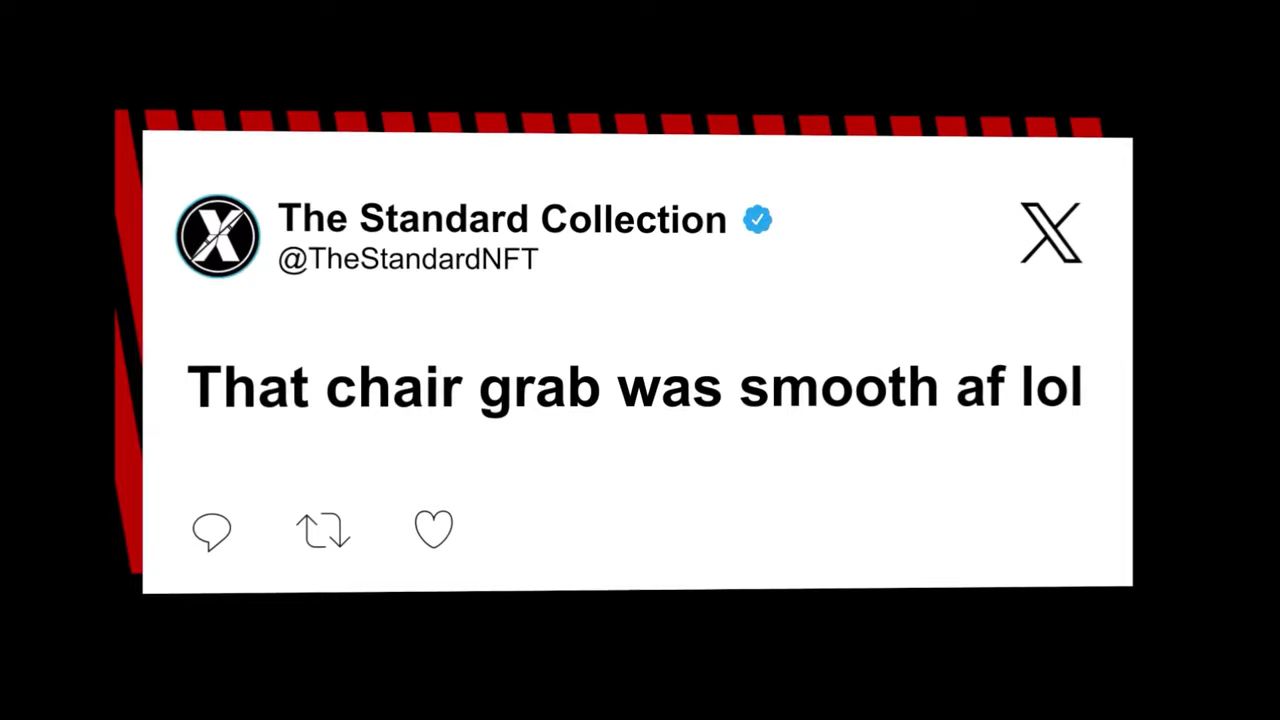 The Standard Collection
@TheStandardNFT
That chair grab was smooth af lol